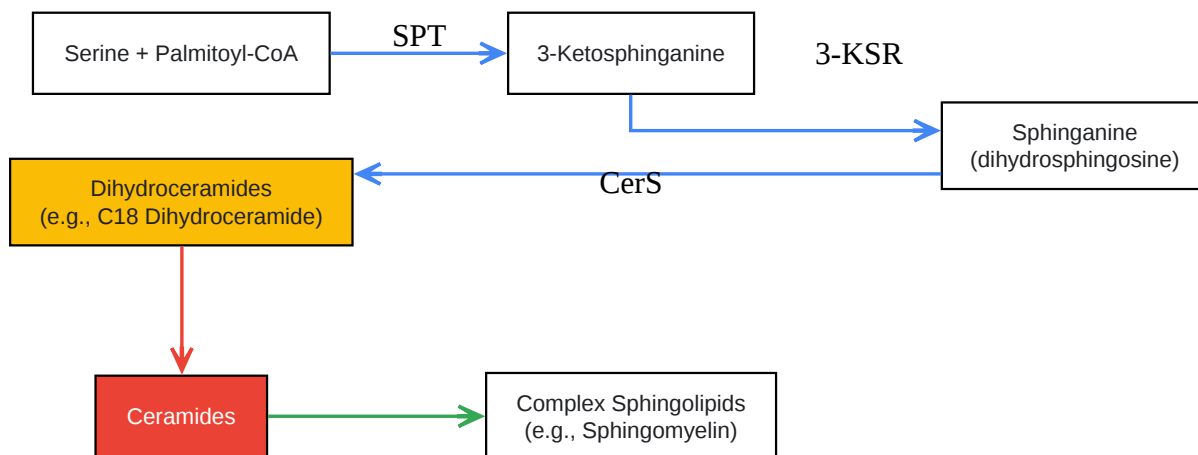 Serine + Palmitoyl-CoA
SPT
3-Ketosphinganine
3-KSR
Sphinganine
(dihydrosphingosine)
CerS
Dihydroceramides
(e.g., C18 Dihydroceramide)
Ceramides
Complex Sphingolipids
(e.g., Sphingomyelin)